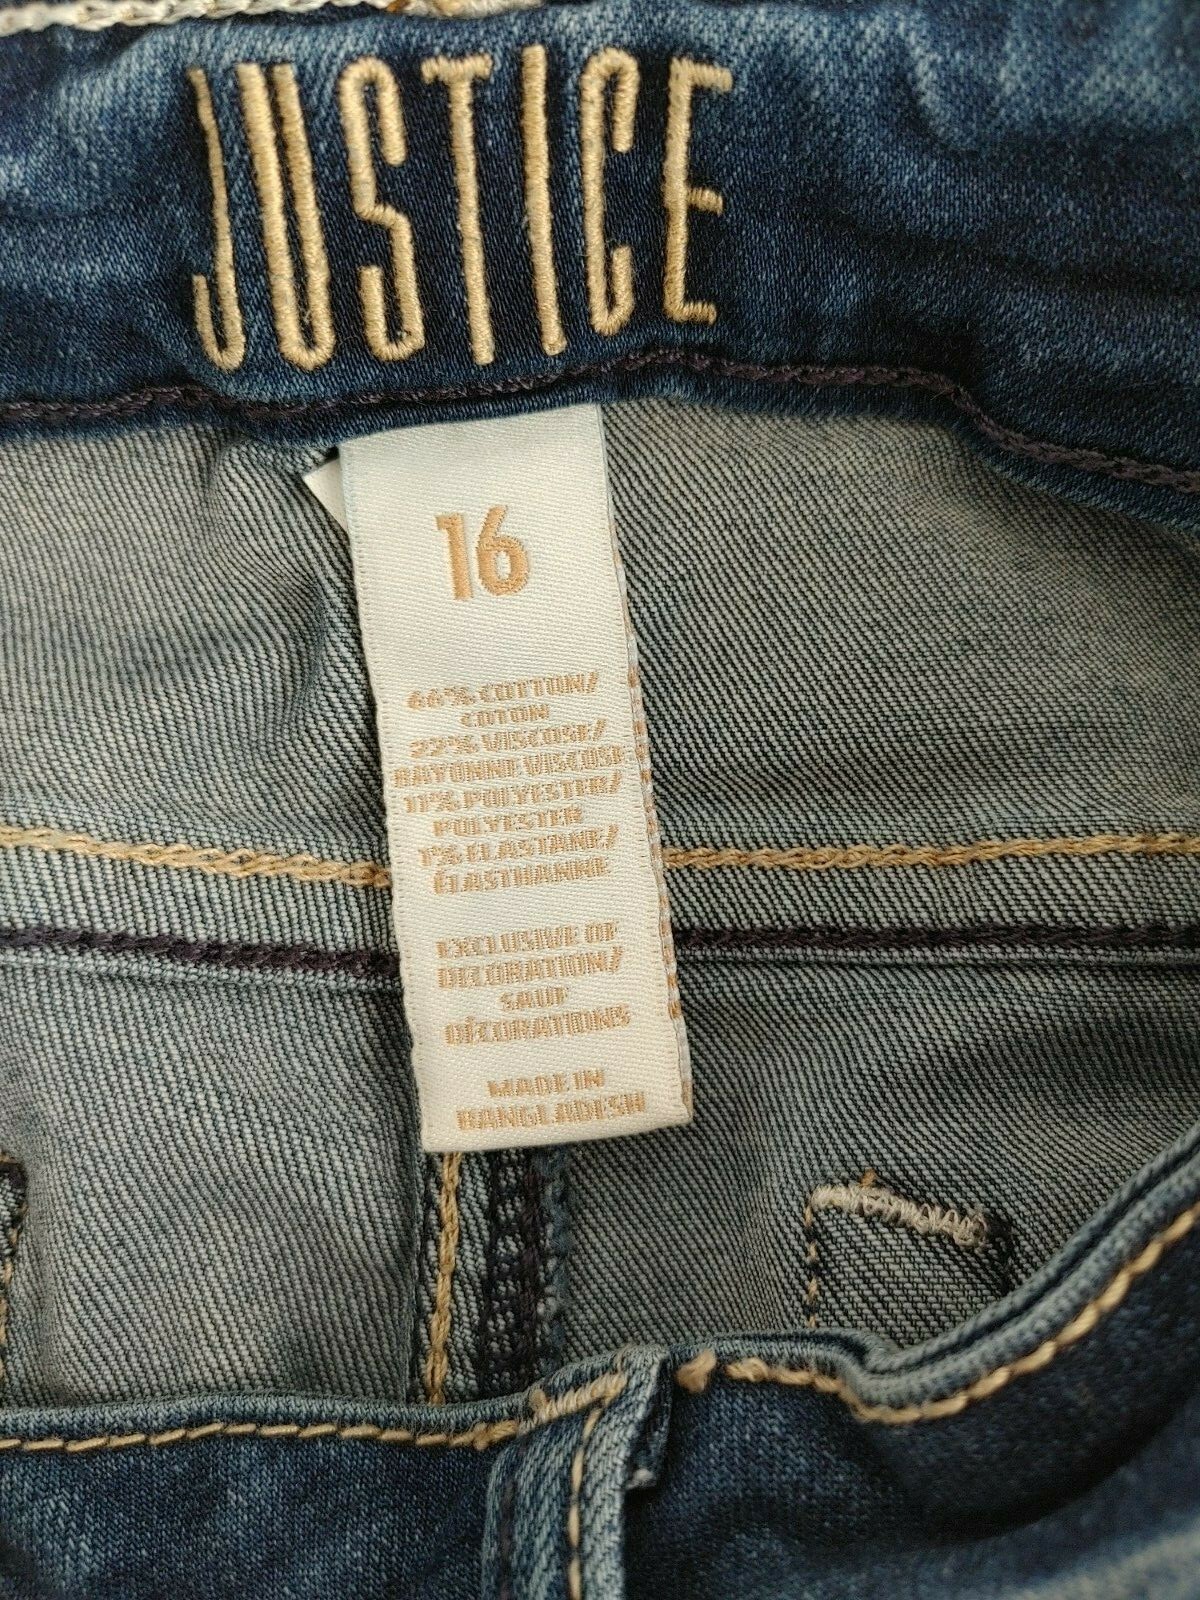 JUSTICE
16
66% COTTON/
COTON
22% VISCOSE/
RAYONNE VISCOSE
11% POLYESTER/
POLYESTER
1% ELASTANE/
ÉLASTHANNE
EXCLUSIVE OF
DECORATION/
SAUF
DÉCORATIONS
MADE IN
BANGLADESH